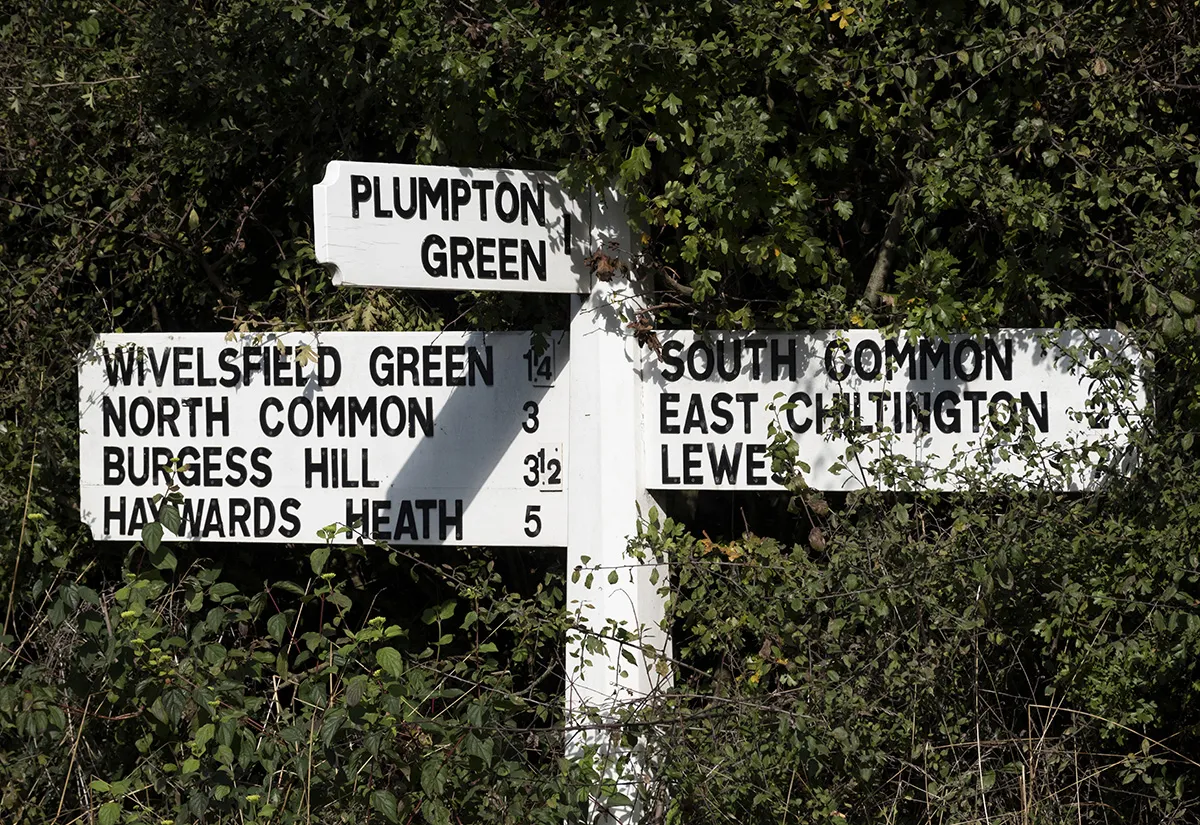 PLUMPTON
GREEN 1
WIVELSFIELD GREEN 1¼
NORTH COMMON 3
BURGESS HILL 3½
HAYWARDS HEATH 5
SOUTH COMMON
EAST CHILTINGTON 2
LEWES